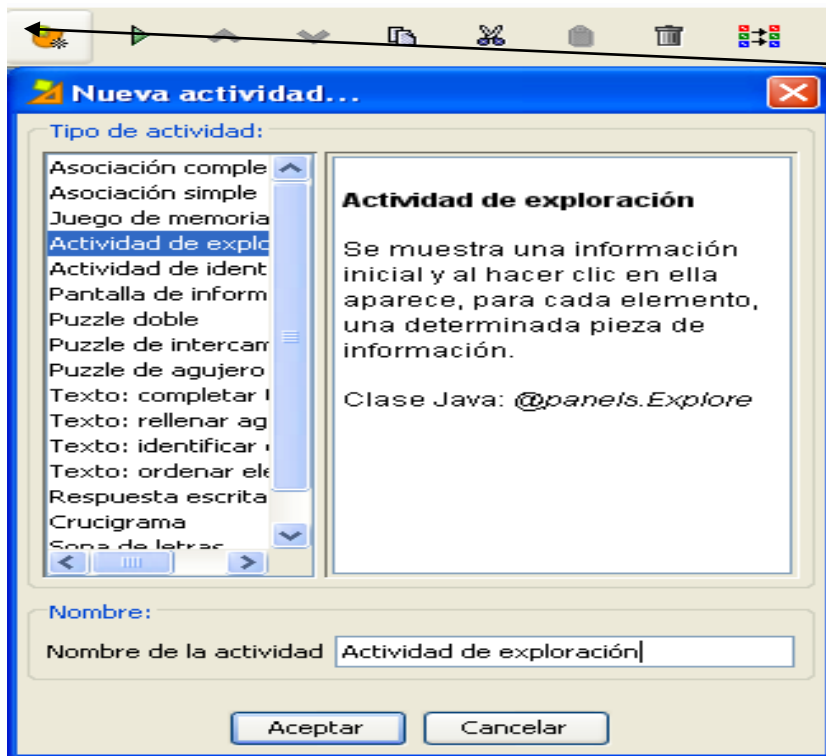 Nueva actividad...
Tipo de actividad:
Asociación comple
Asociación simple
Juego de memoria
Actividad de explo
Actividad de ident
Pantalla de inform
Puzzle doble
Puzzle de intercam
Puzzle de agujero
Texto: completar
Texto: rellenar ag
Texto: identificar
Texto: ordenar ele
Respuesta escrita
Crucigrama
Sopa de letras
Actividad de exploración
Se muestra una información
inicial y al hacer clic en ella
aparece, para cada elemento,
una determinada pieza de
información.
Clase Java: @panels.Explore
Nombre:
Nombre de la actividad Actividad de exploración
Aceptar Cancelar